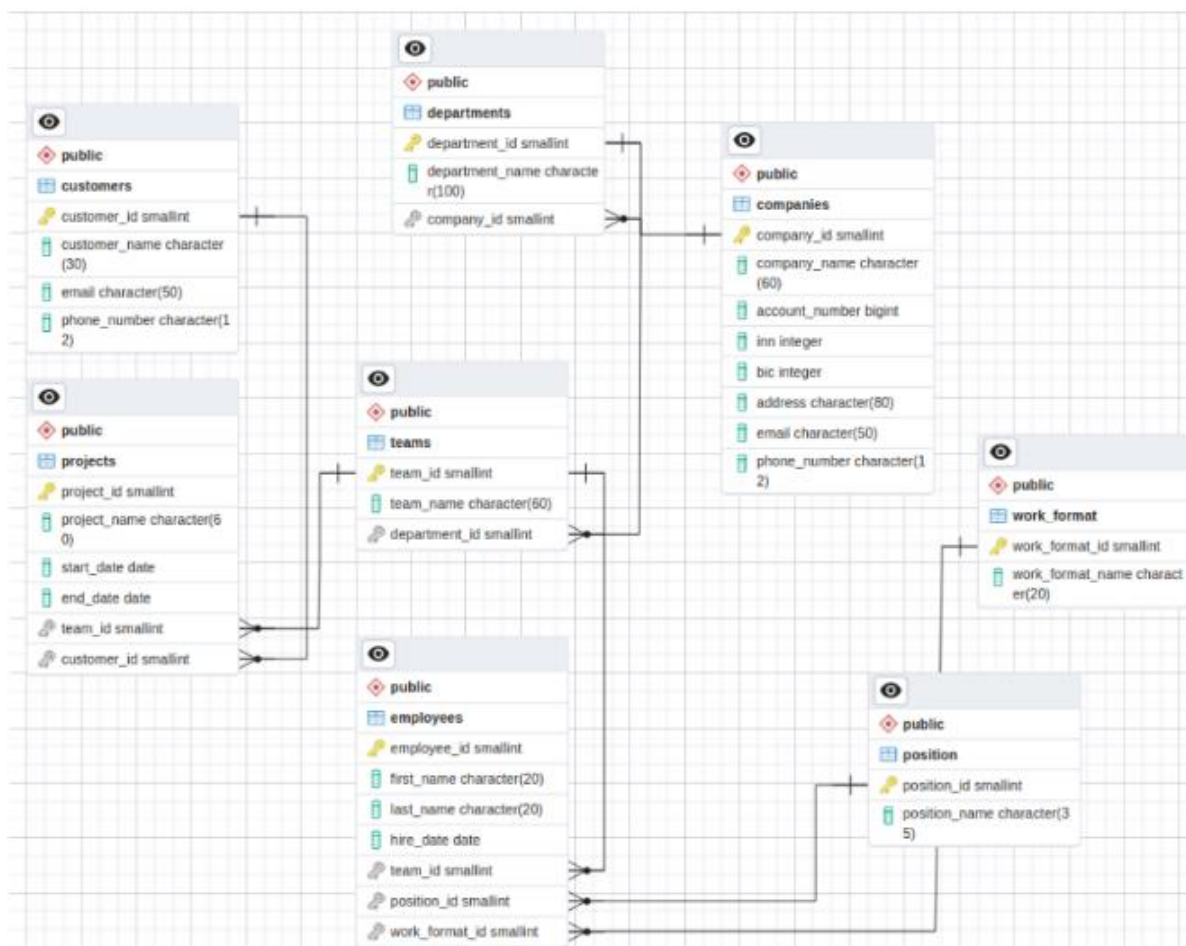 public
departments
department_id smallint
department_name characte
r(100)
company_id smallint
public
customers
customer_id smallint
customer_name character
(30)
email character(50)
phone_number character(1
2)
public
companies
company_id smallint
company_name character
(60)
account_number bigint
inn integer
bic integer
address character(80)
email character(50)
phone_number character(1
2)
public
projects
project_id smallint
project_name character(6
0)
start_date date
end_date date
team_id smallint
customer_id smallint
public
teams
team_id smallint
team_name character(60)
department_id smallint
public
work_format
work_format_id smallint
work_format_name charact
er(20)
public
employees
employee_id smallint
first_name character(20)
last_name character(20)
hire_date date
team_id smallint
position_id smallint
work_format_id smallint
public
position
position_id smallint
position_name character(3
5)